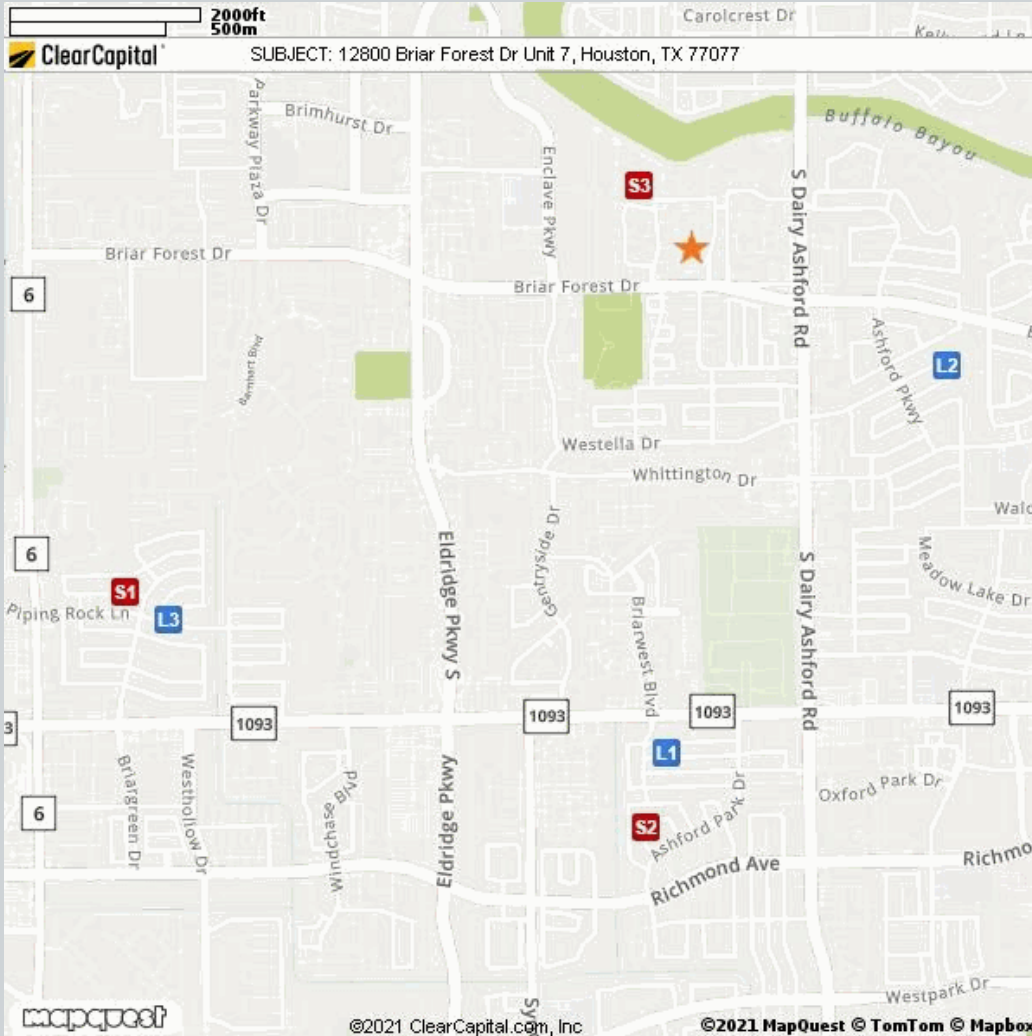 2000ft
500m
Carolcrest Dr
ClearCapital
SUBJECT: 12800 Briar Forest Dr Unit 7, Houston, TX 77077
Parkway Plaza Dr
Brimhurst Dr
Enclave Pkwy
Buffalo Bayou
S3
S Dairy Ashford Rd
Briar Forest Dr
6
Briar Forest Dr
Ashford Pkwy
L2
Westella Dr
Whittington Dr
Gentryside Dr
Eldridge Pkwy S
6
S Dairy Ashford Rd
Meadow Lake Dr
S1
Piping Rock Ln
L3
Briarwest Blvd
1093
1093
1093
1093
3
L1
Briargreen Dr
Westhollow Dr
Windchase Blvd
Eldridge Pkwy
Oxford Park Dr
6
S2
Ashford Park Dr
Richmond Ave
Richmo
Westpark Dr
Sy
mapquest
©2021 ClearCapital.com, Inc
©2021 MapQuest © TomTom © Mapbox